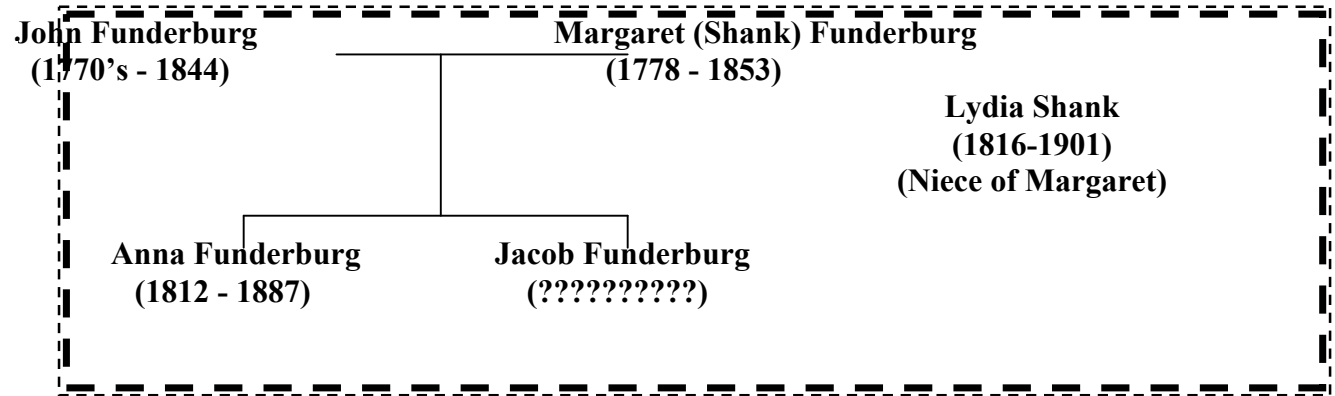 John Funderburg Margaret (Shank) Funderburg
(1770's - 1844) (1778 - 1853)
Lydia Shank
(1816-1901)
(Niece of Margaret)
Anna Funderburg Jacob Funderburg
(1812 - 1887) (??????????)